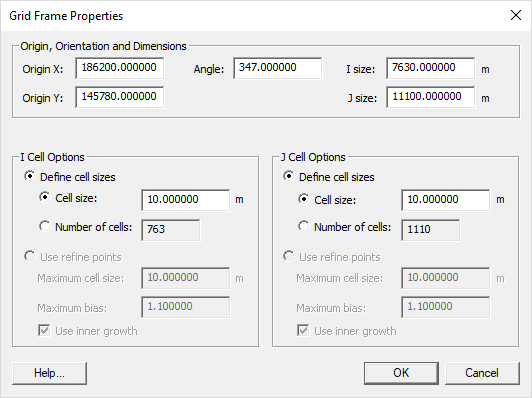 Grid Frame Properties
Origin, Orientation and Dimensions
Origin X: 186200.000000 Angle: 347.000000 I size: 7630.000000 m
Origin Y: 145780.000000 J size: 11100.000000 m
I Cell Options
Define cell sizes
Cell size: 10.000000 m
Number of cells: 763
Use refine points
Maximum cell size: 10.000000 m
Maximum bias: 1.100000
Use inner growth
J Cell Options
Define cell sizes
Cell size: 10.000000 m
Number of cells: 1110
Use refine points
Maximum cell size: 10.000000 m
Maximum bias: 1.100000
Use inner growth
Help... OK Cancel